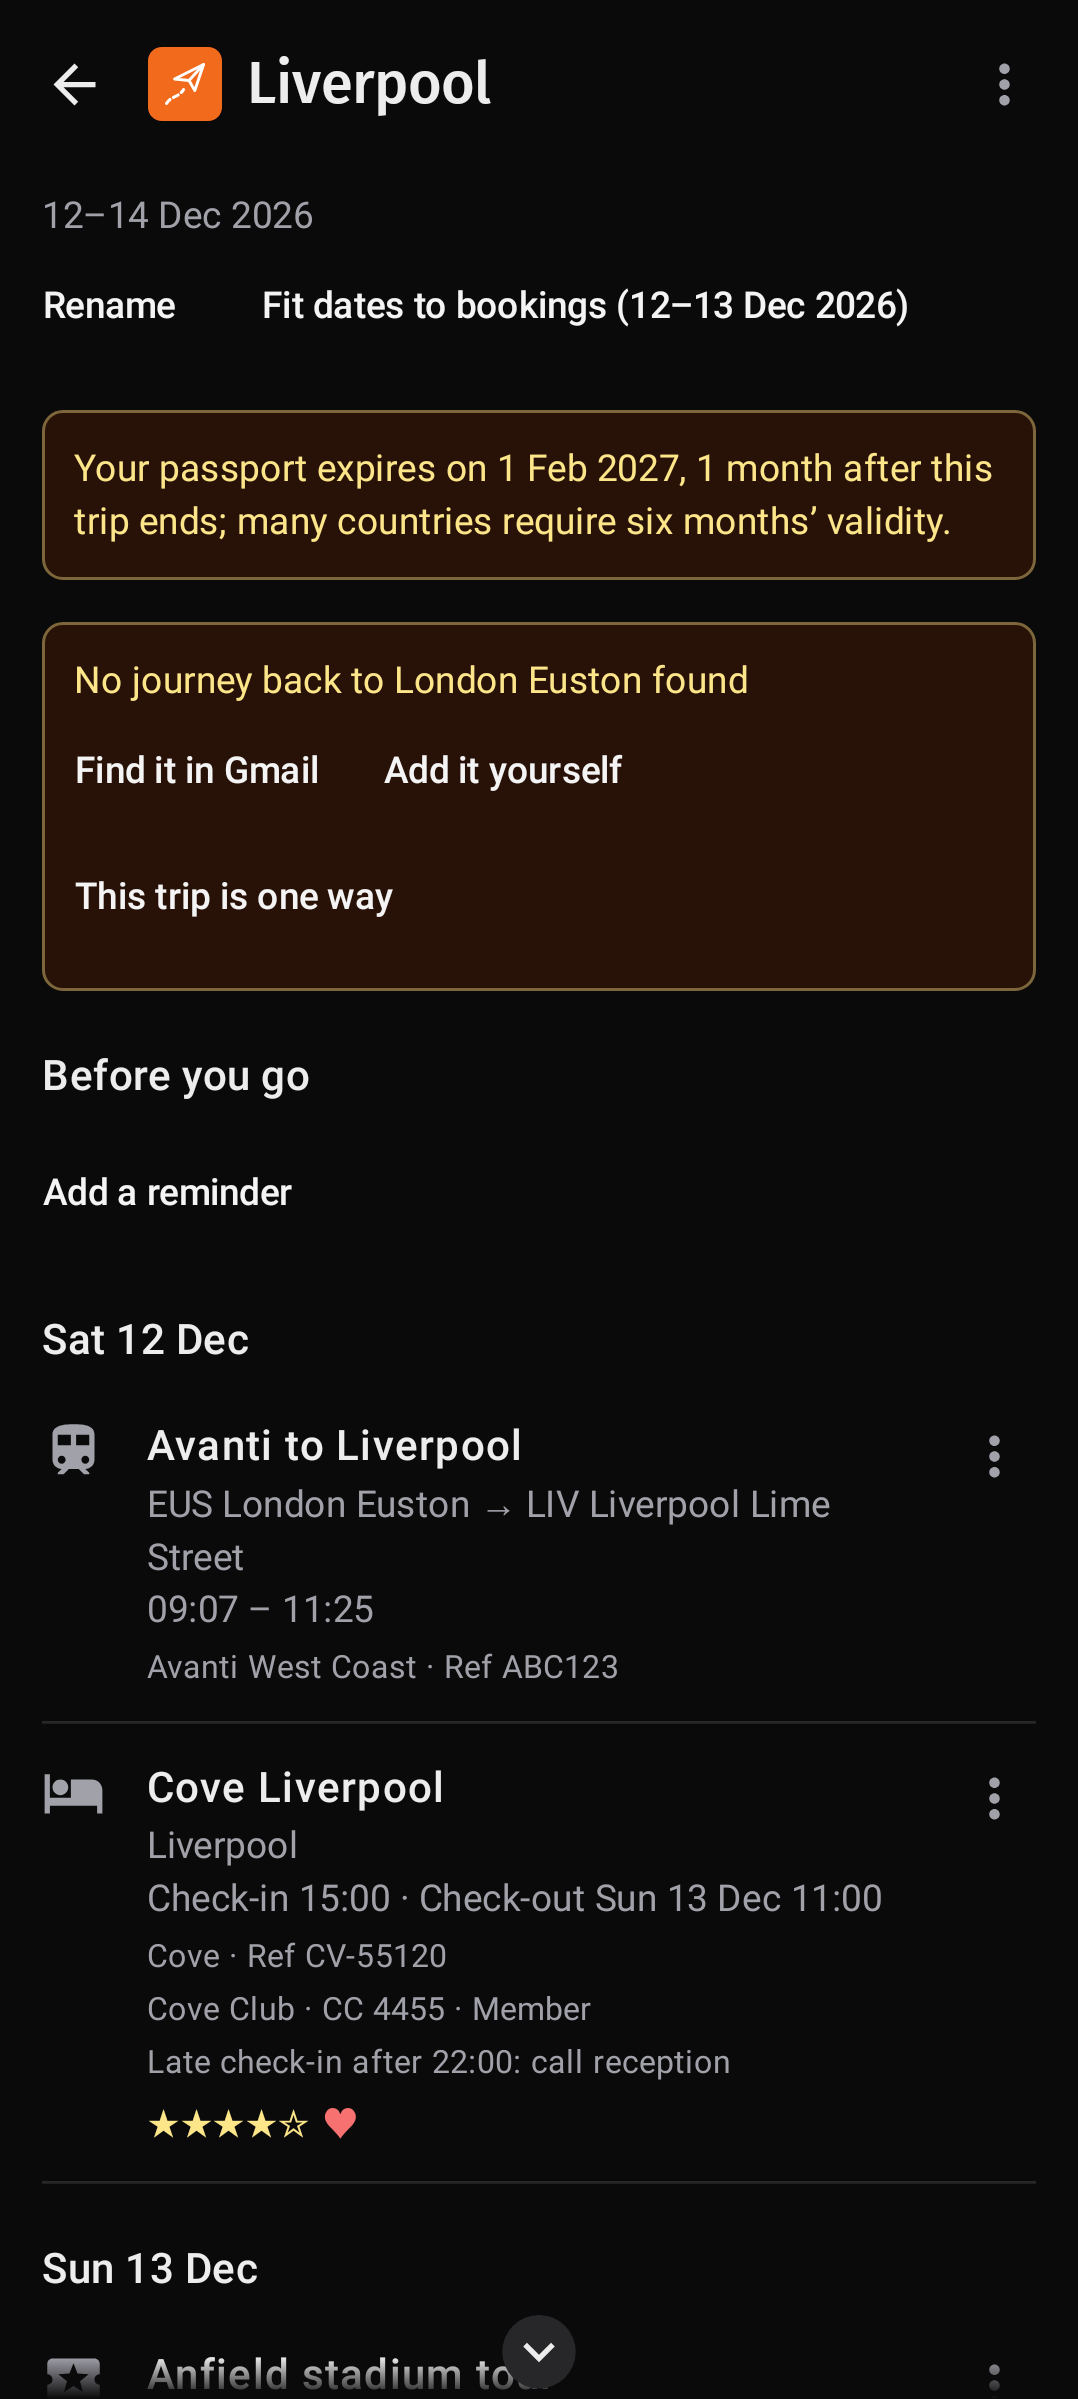 Liverpool
12–14 Dec 2026
Rename
Fit dates to bookings (12–13 Dec 2026)
Your passport expires on 1 Feb 2027, 1 month after this
trip ends; many countries require six months’ validity.
No journey back to London Euston found
Find it in Gmail
Add it yourself
This trip is one way
Before you go
Add a reminder
Sat 12 Dec
Avanti to Liverpool
EUS London Euston → LIV Liverpool Lime
Street
09:07 – 11:25
Avanti West Coast · Ref ABC123
Cove Liverpool
Liverpool
Check-in 15:00 · Check-out Sun 13 Dec 11:00
Cove · Ref CV-55120
Cove Club · CC 4455 · Member
Late check-in after 22:00: call reception
★★★★☆ ♥
Sun 13 Dec
Anfield stadium